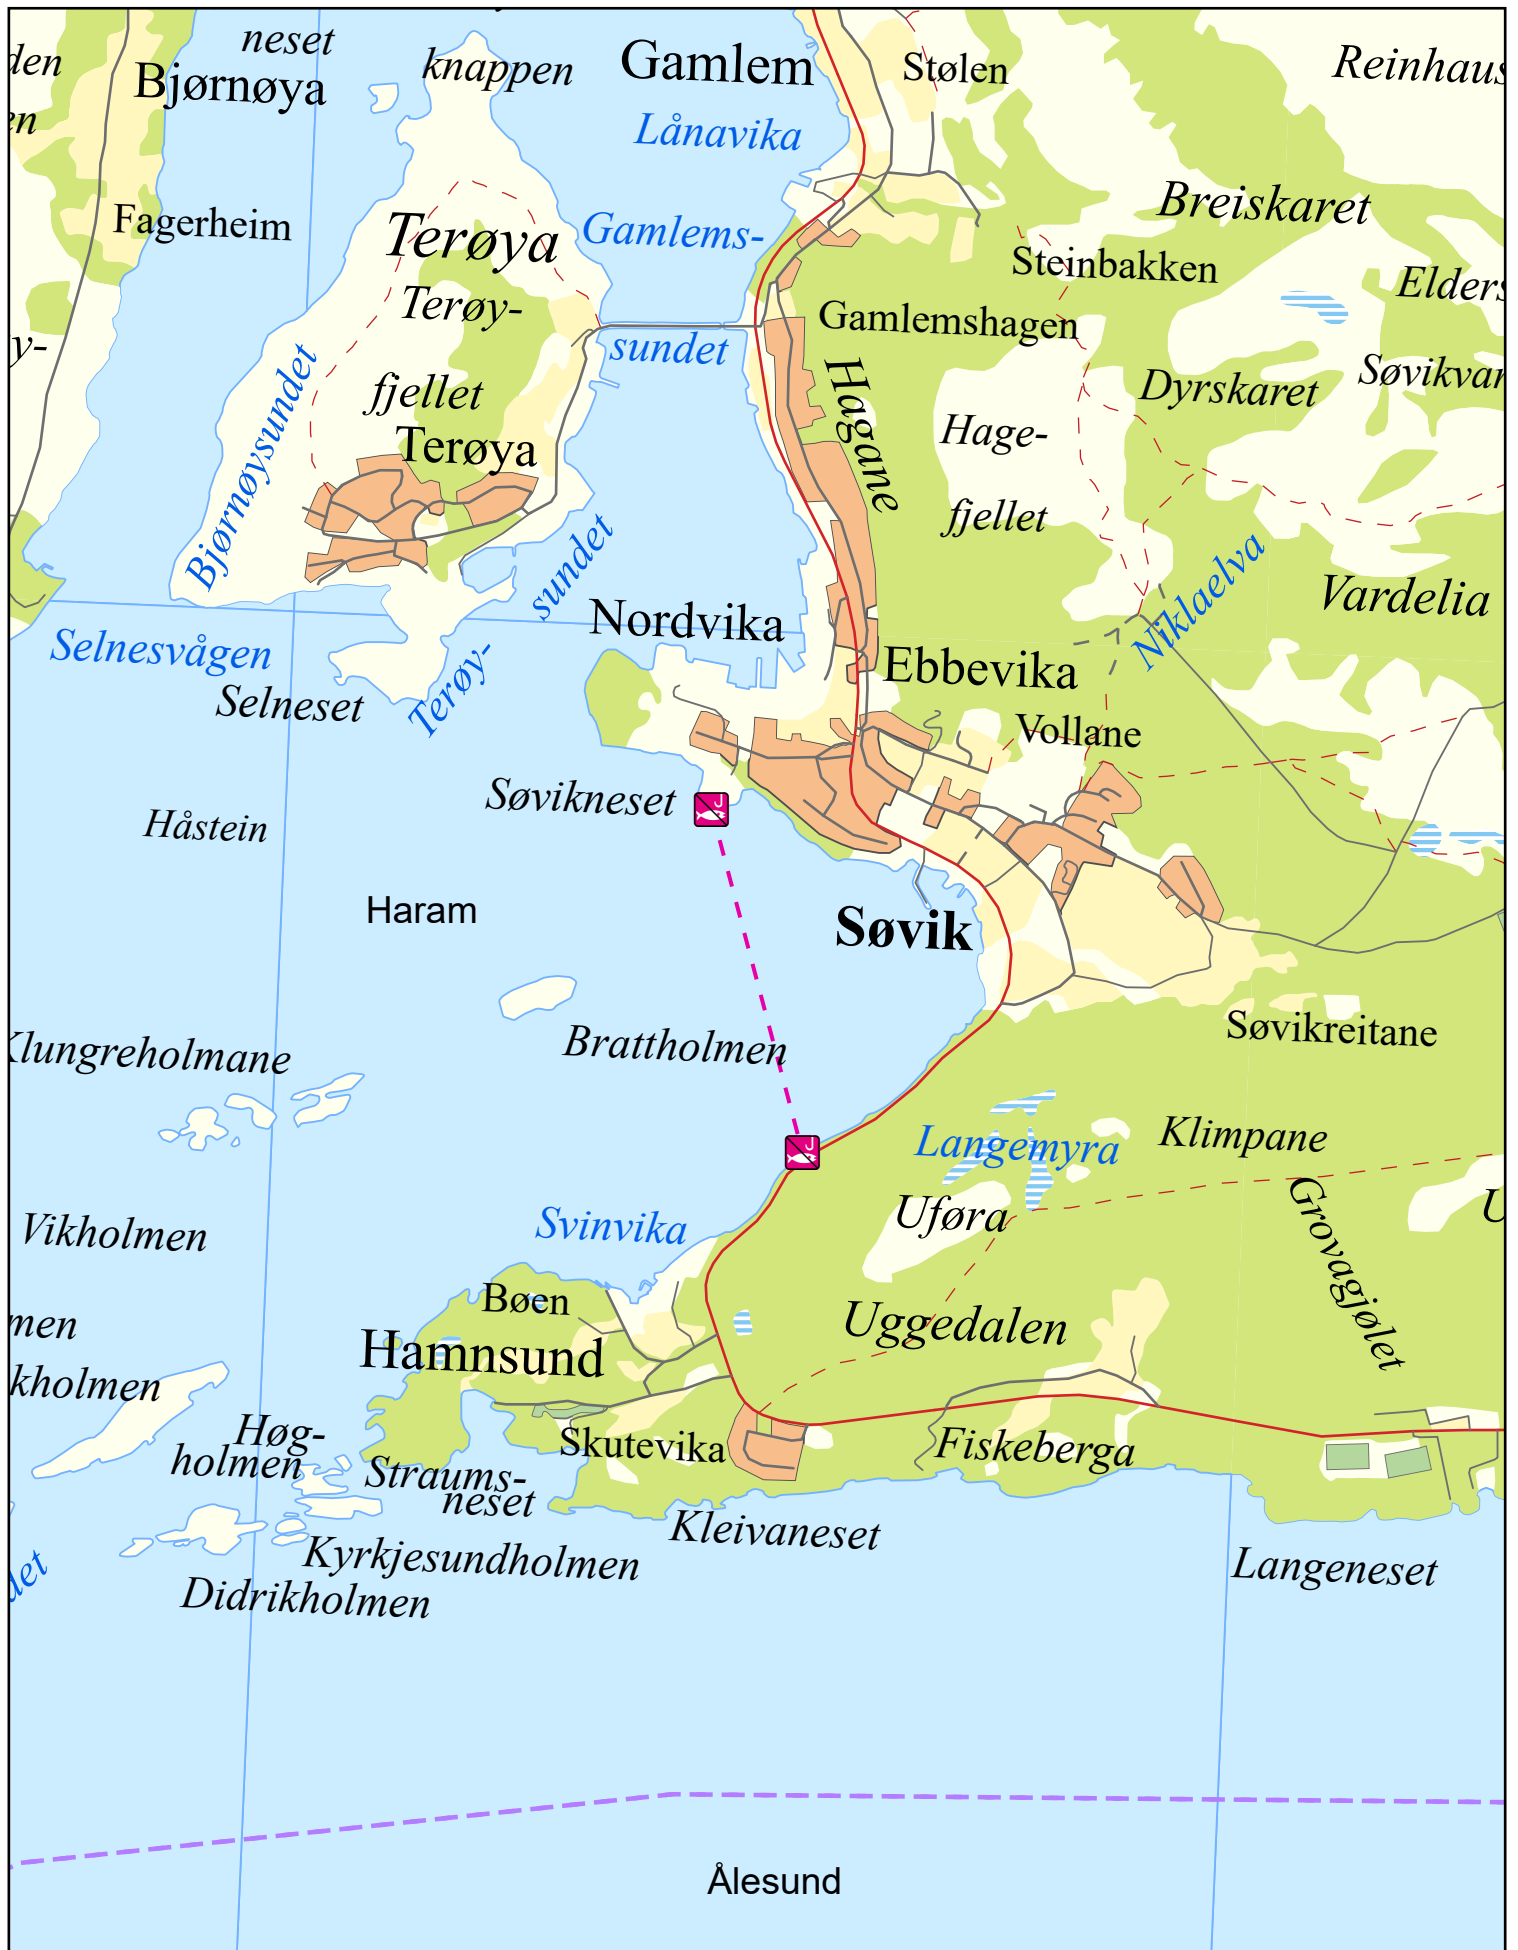 neset
Bjørnøya
knappen
Gamlem
Stølen
Lånavika
Breiskaret
Fagerheim
Terøya
Gamlems-
sundet
Steinbakken
Terøy-
fjellet
Gamlemshagen
Hagane
Dyrskaret
Bjørnøysundet
Terøya
Hage-
fjellet
Niklaelva
Vardelia
Terøy-
sundet
Nordvika
Selnesvågen
Selneset
Ebbevika
Vollane
Søvikneset
Håstein
Haram
Søvik
Søvikreitane
Brattholmen
Klungreholmane
Langemyra
Klimpane
Grovagjølet
Uføra
Svinvika
Vikholmen
Bøen
Hamnsund
Uggedalen
men
kholmen
Høg-
holmen
Skutevika
Fiskeberga
Straums-
neset
Kleivaneset
Kyrkjesundholmen
Didrikholmen
Langeneset
Ålesund